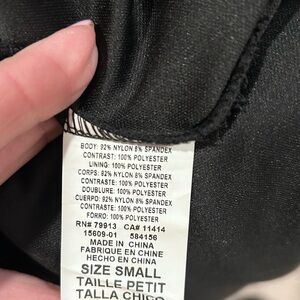 BODY: 92% NYLON 8% SPANDEX
CONTRAST: 100% POLYESTER
LINING: 100% POLYESTER
CORPS: 92% NYLON 8% SPANDEX
CONTRASTE: 100% POLYESTER
DOUBLURE: 100% POLYESTER
CUERPO: 92% NYLON 8% SPANDEX
CONTRASTE: 100% POLYESTER
FORRO: 100% POLYESTER
RN# 79913 CA# 11414
15609-01 584156
MADE IN CHINA
FABRIQUE EN CHINE
HECHO EN CHINA
SIZE SMALL
TAILLE PETIT
TALLA CHICO